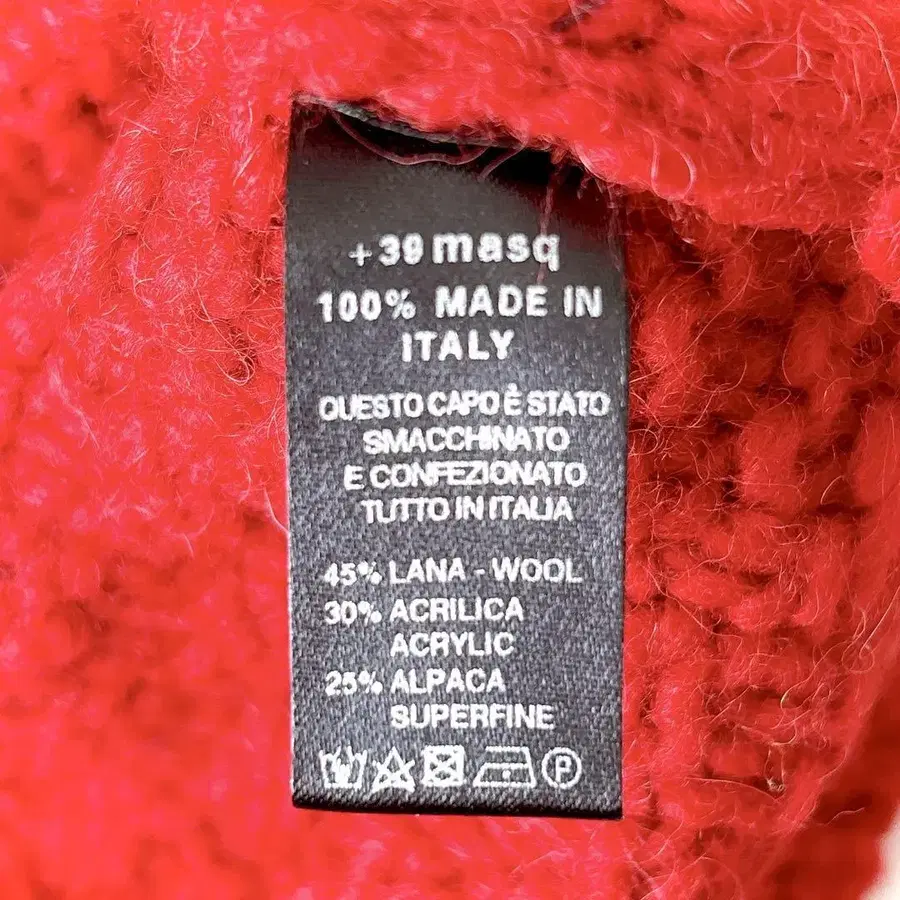 +39 masq
100% MADE IN
ITALY
QUESTO CAPO È STATO
SMACCHINATO
E CONFEZIONATO
TUTTO IN ITALIA
45% LANA - WOOL
30% ACRILICA
ACRYLIC
25% ALPACA
SUPERFINE
P